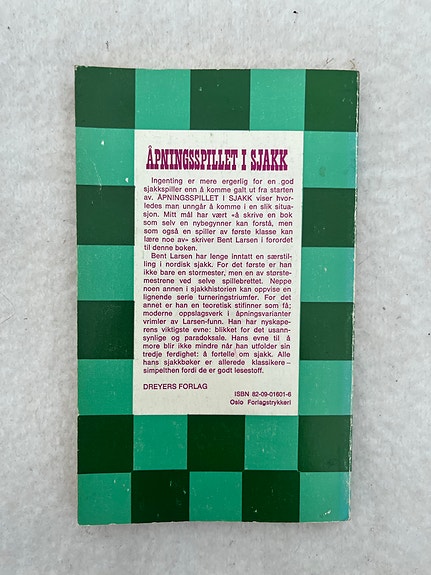 ÅPNINGSSPILLET I SJAKK
Ingenting er mere ergerlig for en god
sjakkspiller enn å komme galt ut fra starten
av. ÅPNINGSSPILLET I SJAKK viser hvor-
ledes man unngår å komme i en slik situa-
sjon. Mitt mål har vært «å skrive en bok
som selv en nybegynner kan forstå, men
som også en spiller av første klasse kan
lære noe av» skriver Bent Larsen i forordet
til denne boken.
Bent Larsen har lenge inntatt en særstil-
ling i nordisk sjakk. For det første er han
ikke bare en stormester, men en av største-
mestrene ved selve spillebrettet. Neppe
noen annen i sjakkhistorien kan oppvise en
lignende serie turneringstriumfer. For det
annet er han en teoretisk stifinner som få;
moderne oppslagsverk i åpningsvarianter
vrimler av Larsen-funn. Han har nyskape-
rens viktigste evne: blikket for det usann-
synlige og paradoksale. Hans evne til å
more blir ikke mindre når han utfolder sin
tredje ferdighet: å fortelle om sjakk. Alle
hans sjakkbøker er allerede klassikere –
simpelthen fordi de er godt lesestoff.
DREYERS FORLAG
ISBN 82-09-01601-6
Oslo Forlagstrykkeri